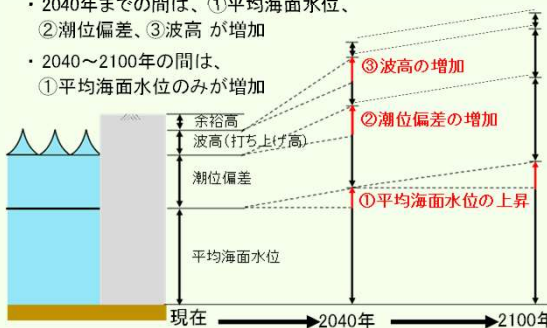 ・2040年までの間は、①平均海面水位、
②潮位偏差、③波高 が増加
・2040～2100年の間は、
①平均海面水位のみが増加
余裕高
波高(打ち上げ高)
潮位偏差
平均海面水位
③波高の増加
②潮位偏差の増加
①平均海面水位の上昇
現在
2040年
2100年